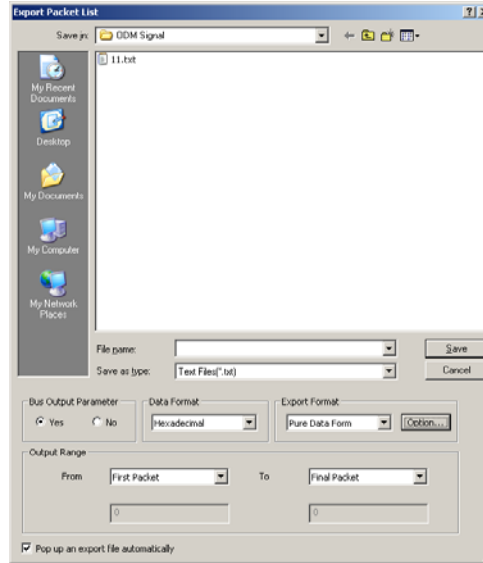 Export Packet List
Save in: ODM Signal
11.txt
My Recent Documents
Desktop
My Documents
My Computer
My Network Places
File name:
Save
Save as type: Text Files(*.txt)
Cancel
Bus Output Parameter
Data Format
Export Format
Yes No
Hexadecimal
Pure Data Form
Option...
Output Range
From First Packet To Final Packet
0 0
Pop up an export file automatically